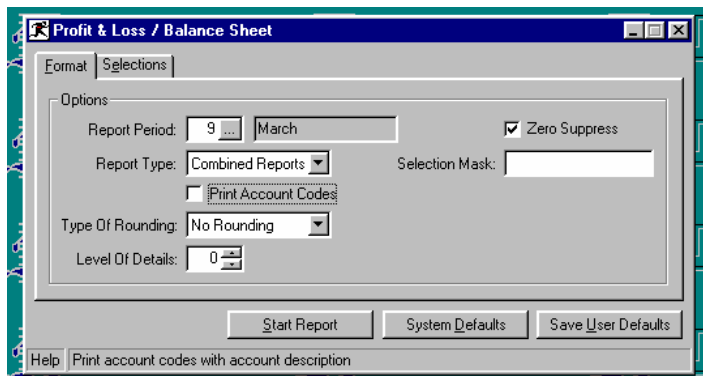 Profit & Loss / Balance Sheet
Format Selections
Options
Report Period: 9 ... March Zero Suppress
Report Type: Combined Reports Selection Mask:
Print Account Codes
Type Of Rounding: No Rounding
Level Of Details: 0
Start Report System Defaults Save User Defaults
Help Print account codes with account description